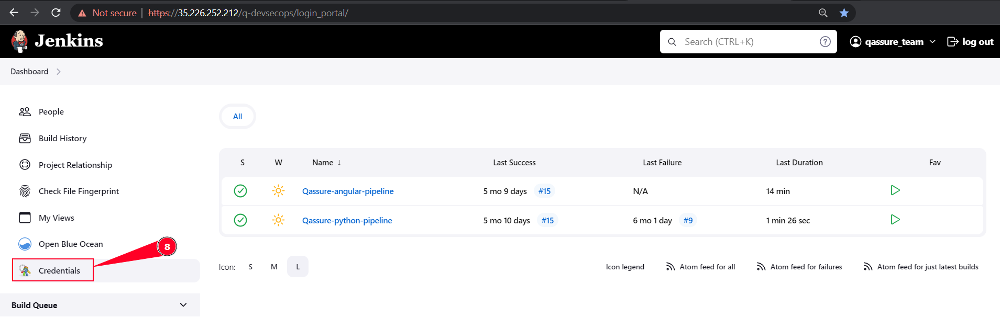 Not secure | https://35.226.252.212/q-devsecops/login_portal/
Jenkins
Search (CTRL+K)
?
qassure_team
log out
Dashboard
People
Build History
Project Relationship
Check File Fingerprint
My Views
Open Blue Ocean
8
Credentials
Build Queue
All
S W Name ↓ Last Success Last Failure Last Duration Fav
Qassure-angular-pipeline 5 mo 9 days #15 N/A 14 min
Qassure-python-pipeline 5 mo 10 days #15 6 mo 1 day #9 1 min 26 sec
Icon: S M L
Icon legend Atom feed for all Atom feed for failures Atom feed for just latest builds